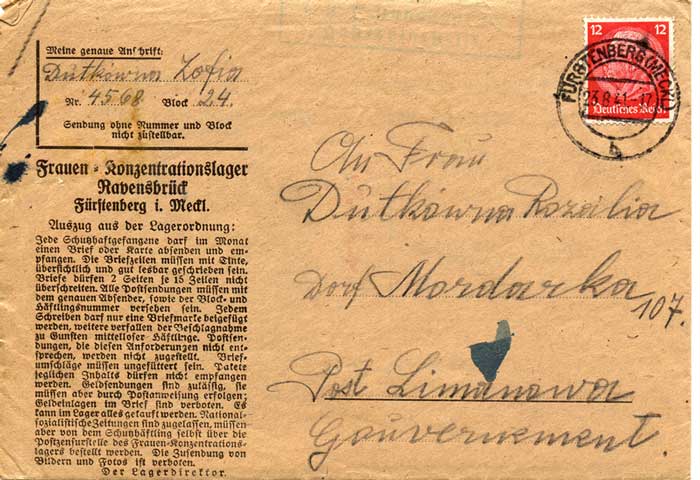 Meine genaue Anschrift:
Dutkówna Zofia
Nr. 4568 Block 24.
Sendung ohne Nummer und Block
nicht zustellbar.
Frauen-Konzentrationslager
Ravensbrück
Fürstenberg i. Meckl.
Auszug aus der Lagerordnung:
Jede Schutzhaftgefangene darf im Monat
einen Brief oder Karte absenden und em-
pfangen. Die Briefzeilen müssen mit Tinte,
übersichtlich und gut lesbar geschrieben sein.
Briefe dürfen 2 Seiten je 15 Zeilen nicht
überschreiten. Alle Postsendungen müssen mit
dem genauen Absender, sowie der Block- und
Häftlingsnummer versehen sein. Jedem
Schreiben darf nur eine Briefmarke beigefügt
werden, weitere verfallen der Beschlagnahme
zu Gunsten mittelloser Häftlinge. Postsen-
dungen, die diesen Anforderungen nicht ent-
sprechen, werden nicht zugestellt. Brief-
umschläge müssen ungefüttert sein. Pakete
jeglichen Inhalts dürfen nicht empfangen
werden. Geldsendungen sind zulässig, sie
müssen aber durch Postanweisung erfolgen;
Geldeinlagen im Brief sind verboten. Es
kann im Lager alles gekauft werden. National-
sozialistische Zeitungen sind zugelassen, müssen
aber von dem Schutzhäftling selbst über die
Postzensurstelle des Frauen-Konzentrations-
lagers bestellt werden. Die Zusendung von
Bildern und Fotos ist verboten.
Der Lagerdirektor.
12 12
Deutsches Reich
FÜRSTENBERG (MECKL)
23.8.41.-17
b
An Frau
Dutkówna Rozalia
Dorf Mordarka 107.
Post Limanowa
Gouvernement.